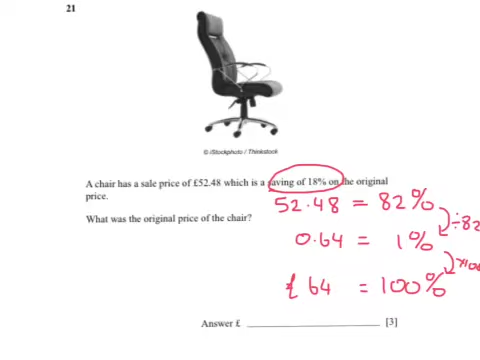 21
© iStockphoto / Thinkstock
A chair has a sale price of £52.48 which is a saving of 18% on the original
price.
52.48 = 82%
What was the original price of the chair?
÷82
0.64 = 1%
×100
£64 = 100%
Answer £ [3]